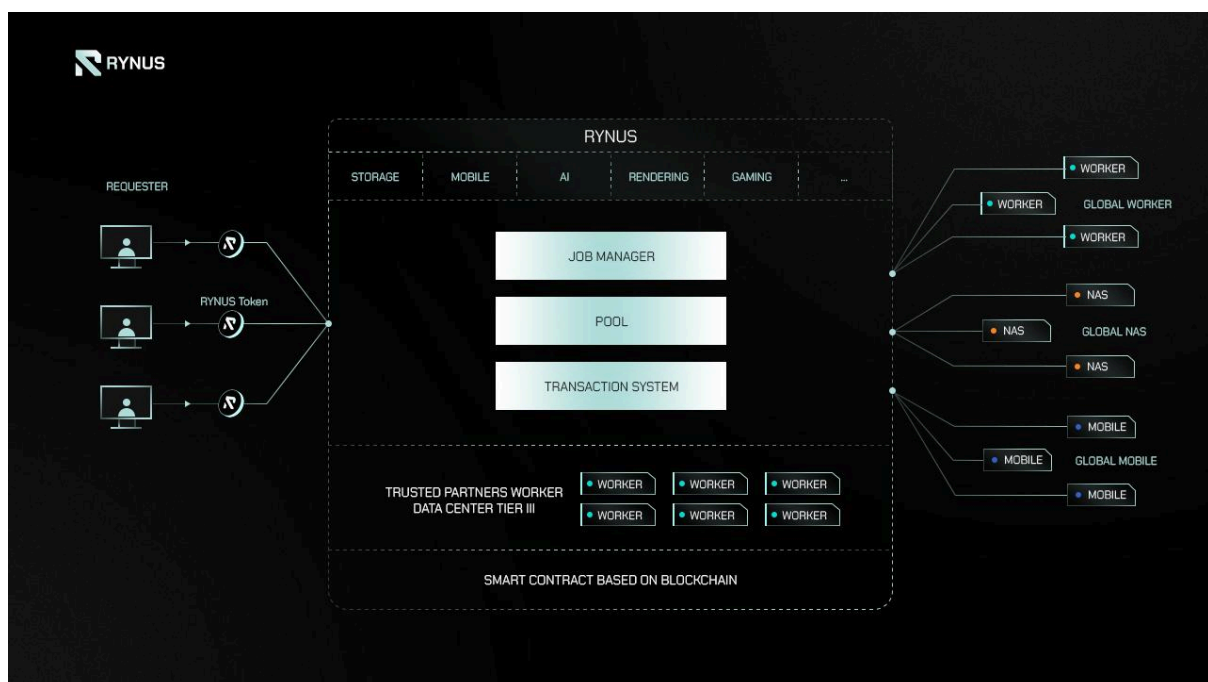 RYNUS
RYNUS
STORAGE
MOBILE
AI
RENDERING
GAMING
...
REQUESTER
RYNUS Token
JOB MANAGER
POOL
TRANSACTION SYSTEM
TRUSTED PARTNERS WORKER
DATA CENTER TIER III
WORKER
WORKER
WORKER
WORKER
WORKER
WORKER
SMART CONTRACT BASED ON BLOCKCHAIN
WORKER
WORKER
GLOBAL WORKER
WORKER
NAS
NAS
GLOBAL NAS
NAS
MOBILE
MOBILE
GLOBAL MOBILE
MOBILE